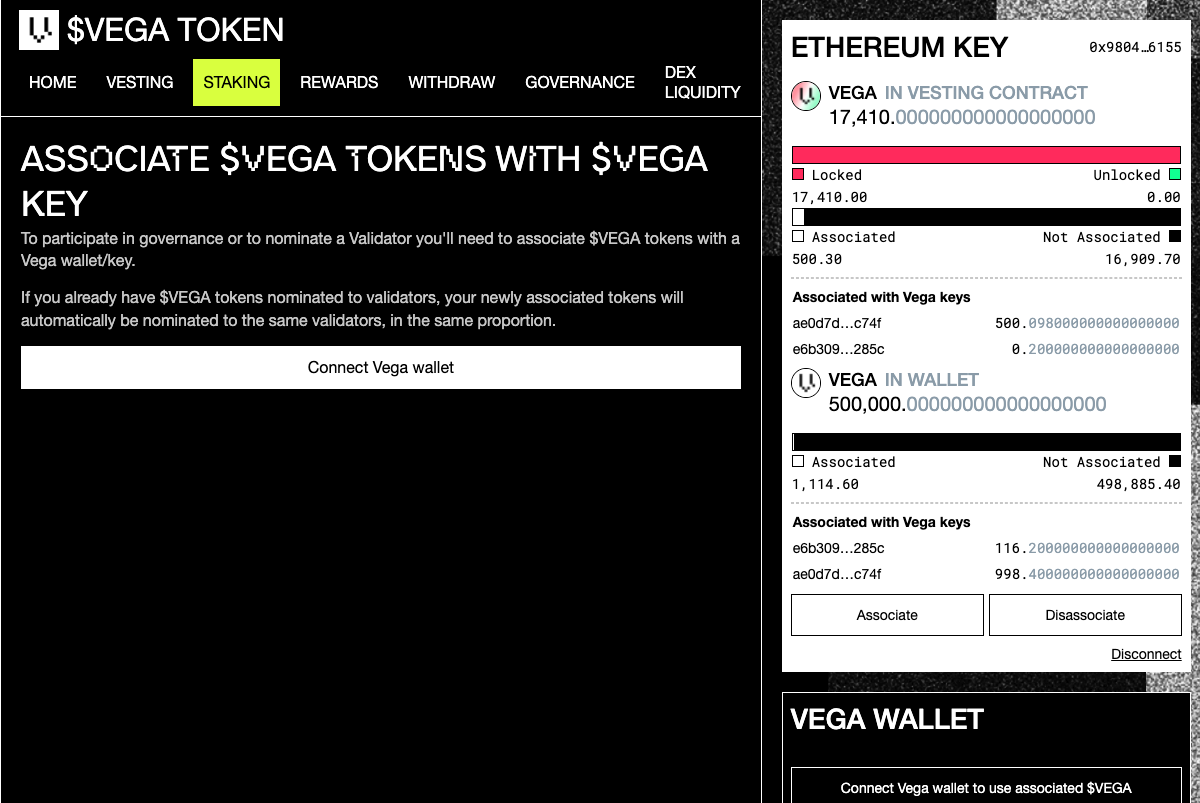 $VEGA TOKEN
HOME VESTING STAKING REWARDS WITHDRAW GOVERNANCE DEX LIQUIDITY
ASSOCIATE $VEGA TOKENS WITH $VEGA
KEY
To participate in governance or to nominate a Validator you'll need to associate $VEGA tokens with a
Vega wallet/key.
If you already have $VEGA tokens nominated to validators, your newly associated tokens will
automatically be nominated to the same validators, in the same proportion.
Connect Vega wallet
ETHEREUM KEY 0x9804…6155
VEGA IN VESTING CONTRACT
17,410.000000000000000000
Locked Unlocked
17,410.00 0.00
Associated Not Associated
500.30 16,909.70
Associated with Vega keys
ae0d7d…c74f 500.098000000000000000
e6b309…285c 0.200000000000000000
VEGA IN WALLET
500,000.000000000000000000
Associated Not Associated
1,114.60 498,885.40
Associated with Vega keys
e6b309…285c 116.200000000000000000
ae0d7d…c74f 998.400000000000000000
Associate Disassociate
Disconnect
VEGA WALLET
Connect Vega wallet to use associated $VEGA